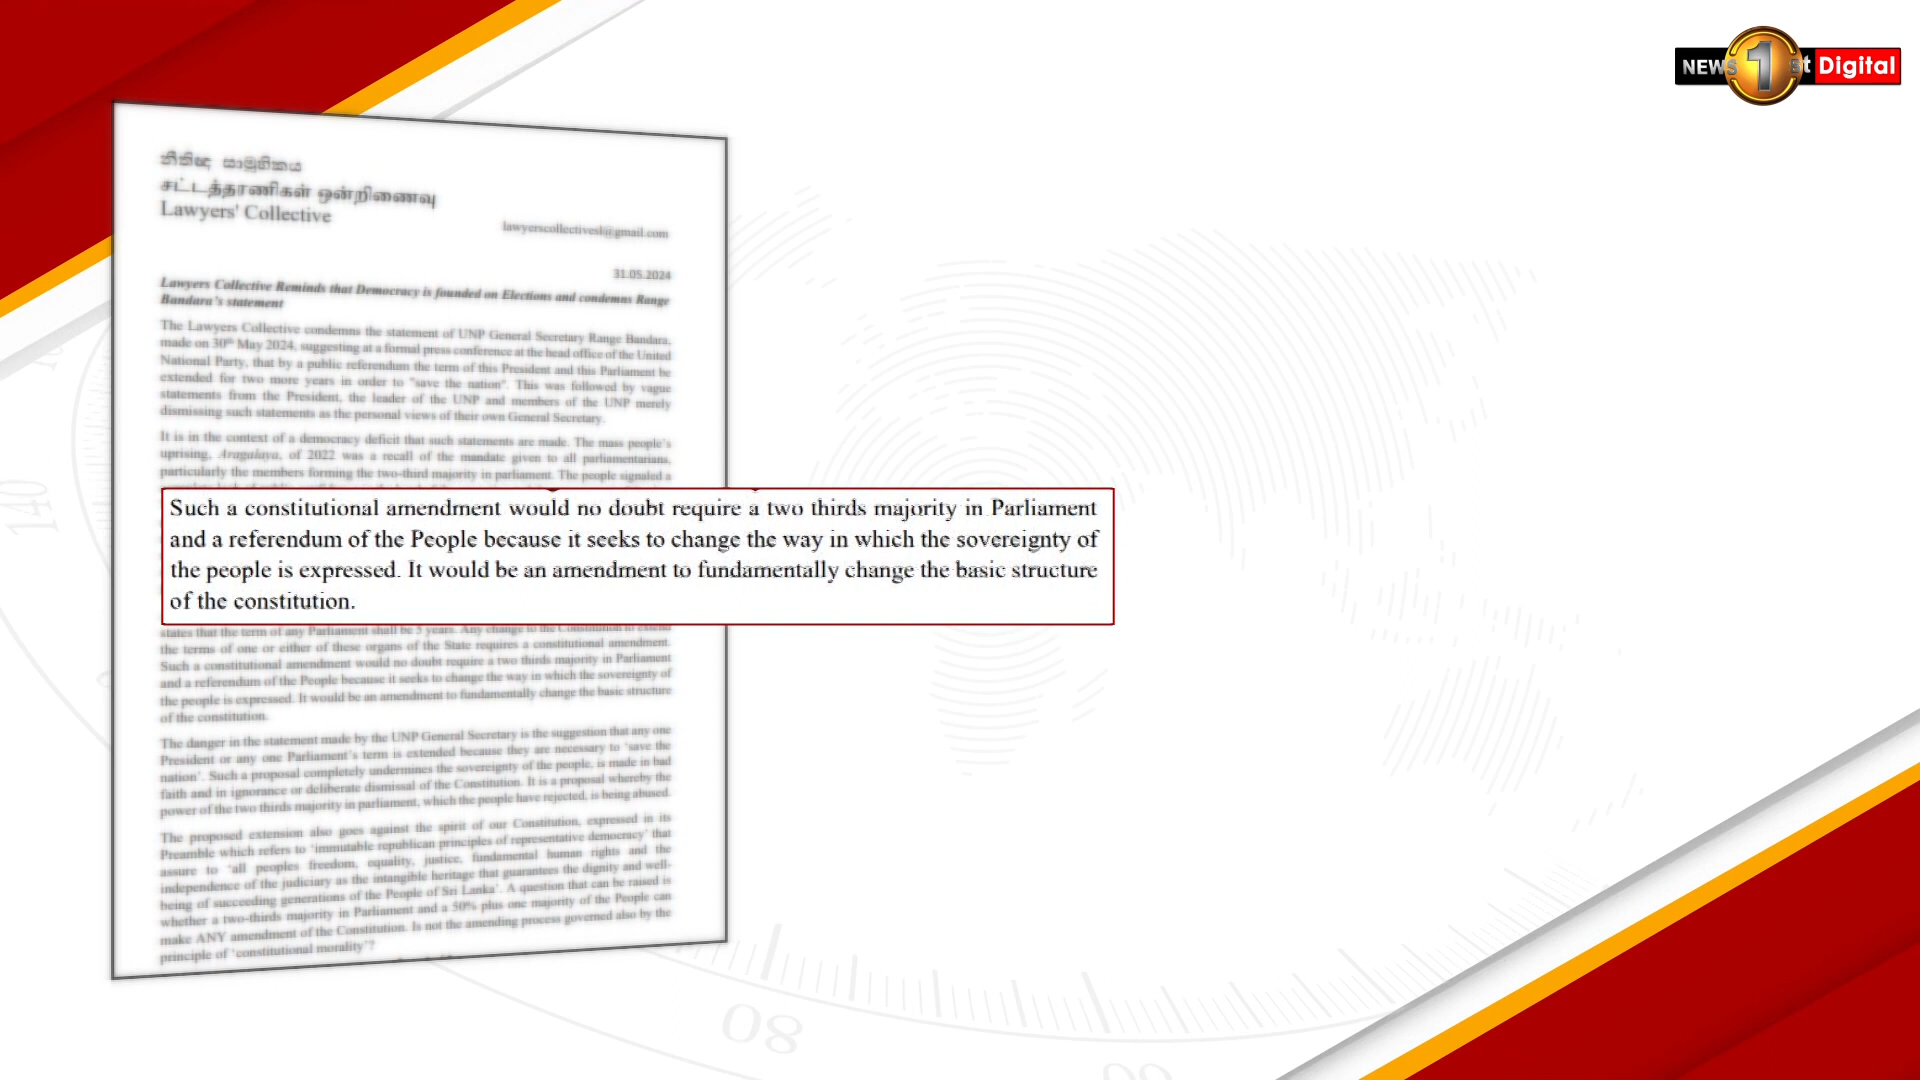 NEWS 1st Digital
නීතිඥ සාමූහිකය
சட்டத்தரணிகள் ஒன்றிணைவு
Lawyers' Collective
lawyerscollectivesl@gmail.com
31.05.2024
Lawyers Collective Reminds that Democracy is founded on Elections and condemns Range
Bandara's statement
The Lawyers Collective condemns the statement of UNP General Secretary Range Bandara,
made on 30th May 2024, suggesting at a formal press conference at the head office of the United
National Party, that by a public referendum the term of this President and this Parliament be
extended for two more years in order to "save the nation". This was followed by vague
statements from the President, the leader of the UNP and members of the UNP merely
dismissing such statements as the personal views of their own General Secretary.
It is in the context of a democracy deficit that such statements are made. The mass people's
uprising, Aragalaya, of 2022 was a recall of the mandate given to all parliamentarians,
particularly the members forming the two-third majority in parliament. The people signaled a
Such a constitutional amendment would no doubt require a two thirds majority in Parliament
and a referendum of the People because it seeks to change the way in which the sovereignty of
the people is expressed. It would be an amendment to fundamentally change the basic structure
of the constitution.
states that the term of any Parliament shall be 5 years. Any change to the Constitution to extend
the terms of one or either of these organs of the State requires a constitutional amendment.
Such a constitutional amendment would no doubt require a two thirds majority in Parliament
and a referendum of the People because it seeks to change the way in which the sovereignty of
the people is expressed. It would be an amendment to fundamentally change the basic structure
of the constitution.
The danger in the statement made by the UNP General Secretary is the suggestion that any one
President or any one Parliament's term is extended because they are necessary to 'save the
nation'. Such a proposal completely undermines the sovereignty of the people, is made in bad
faith and in ignorance or deliberate dismissal of the Constitution. It is a proposal whereby the
power of the two thirds majority in parliament, which the people have rejected, is being abused.
The proposed extension also goes against the spirit of our Constitution, expressed in its
Preamble which refers to 'immutable republican principles of representative democracy' that
assure to 'all peoples freedom, equality, justice, fundamental human rights and the
independence of the judiciary as the intangible heritage that guarantees the dignity and well-
being of succeeding generations of the People of Sri Lanka'. A question that can be raised is
whether a two-thirds majority in Parliament and a 50% plus one majority of the People can
make ANY amendment of the Constitution. Is not the amending process governed also by the
principle of 'constitutional morality'?
140
80